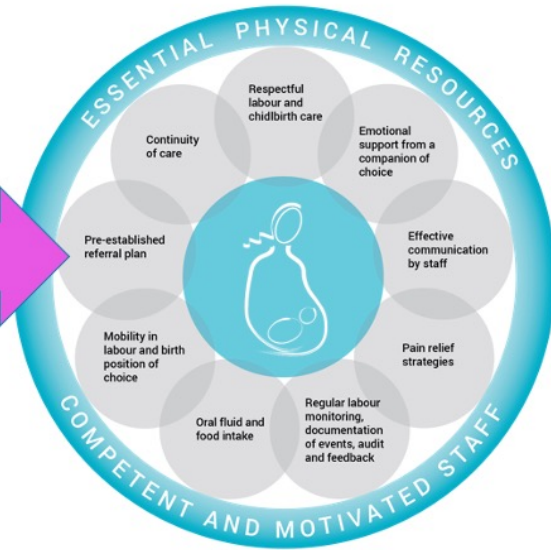 ESSENTIAL PHYSICAL RESOURCES
Respectful
labour and
chidlbirth care
Emotional
support from a
companion of
choice
Effective
communication
by staff
Pain relief
strategies
Regular labour
monitoring,
documentation
of events, audit
and feedback
Oral fluid and
food intake
Mobility in
labour and birth
position of
choice
Pre-established
referral plan
Continuity
of care
COMPETENT AND MOTIVATED STAFF